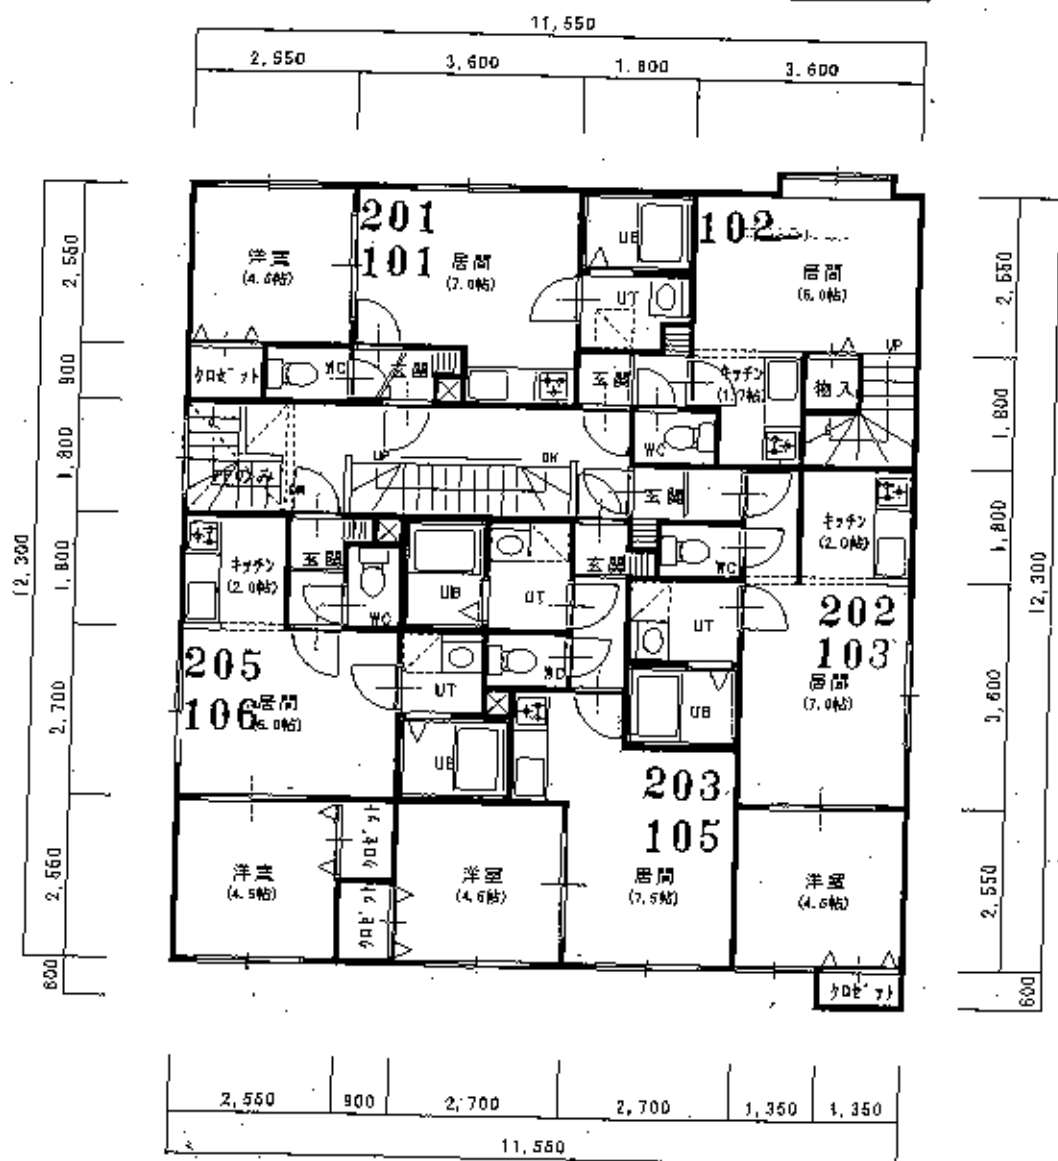 11,550
2,550
3,600
1,800
3,600
2,550
900
1,800
1,800
2,700
2,550
600
12,300
2,550
1,800
1,800
3,600
2,550
600
12,300
201
101
洋室
(4.5帖)
居間
(7.0帖)
UB
UT
102
居間
(6.0帖)
UP
クロゼット
WC
玄関
玄関
キッチン
(1.7帖)
物入
WC
UP
DN
DN
玄関
キッチン
(2.0帖)
玄関
WC
UB
UT
玄関
WC
キッチン
(2.0帖)
202
103
居間
(7.0帖)
UT
UB
205
106
居間
(6.0帖)
UT
WC
UB
203
105
居間
(7.5帖)
洋室
(4.5帖)
クロゼット
クロゼット
洋室
(4.5帖)
洋室
(4.5帖)
クロゼット
2,550
900
2,700
2,700
1,350
1,350
11,550